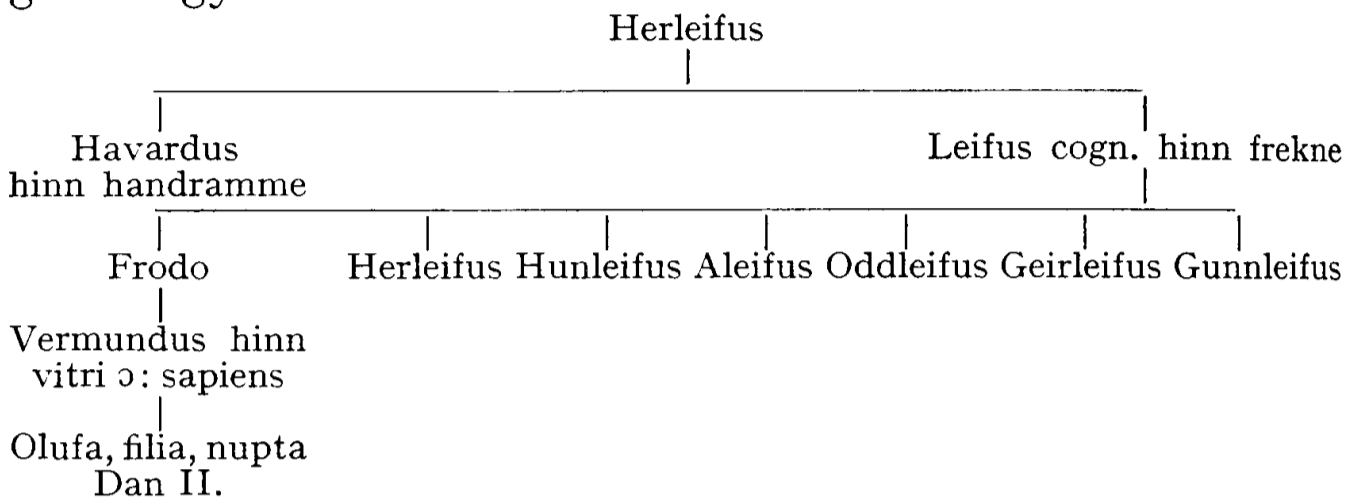 Herleifus
Havardus
hinn handramme
Leifus cogn. hinn frekne
Frodo Herleifus Hunleifus Aleifus Oddleifus Geirleifus Gunnleifus
Vermundus hinn
vitri ɔ: sapiens
Olufa, filia, nupta
Dan II.